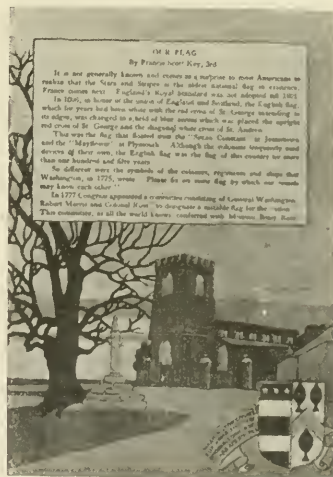 OUR FLAG
By Francis Scott Key, 3rd
It is not generally known and comes as a surprise to most Americans to
realize that the Stars and Stripes is the oldest national flag in existence.
France comes next. England's Royal Standard was not adopted till 1801.
In 1606, in honor of the union of England and Scotland, the English flag,
which for years had been white with the red cross of St. George extending to
its edges, was changed to a field of blue across which was placed the upright
red cross of St. George and the diagonal white cross of St. Andrew.
This was the flag that floated over the "Susan Constant" at Jamestown
and the "Mayflower" at Plymouth. Although the colonists frequently used
devices of their own, the English flag was the flag of this country for more
than one hundred and fifty years.
So different were the symbols of the colonies, regiments and ships that
Washington, in 1775, wrote "Please fix on some flag by which our vessels
may know each other."
In 1777 Congress appointed a committee consisting of General Washington,
Robert Morris and Colonel Ross to designate a suitable flag for the nation.
This committee, as all the world knows, conferred with Mistress Betsy Ross